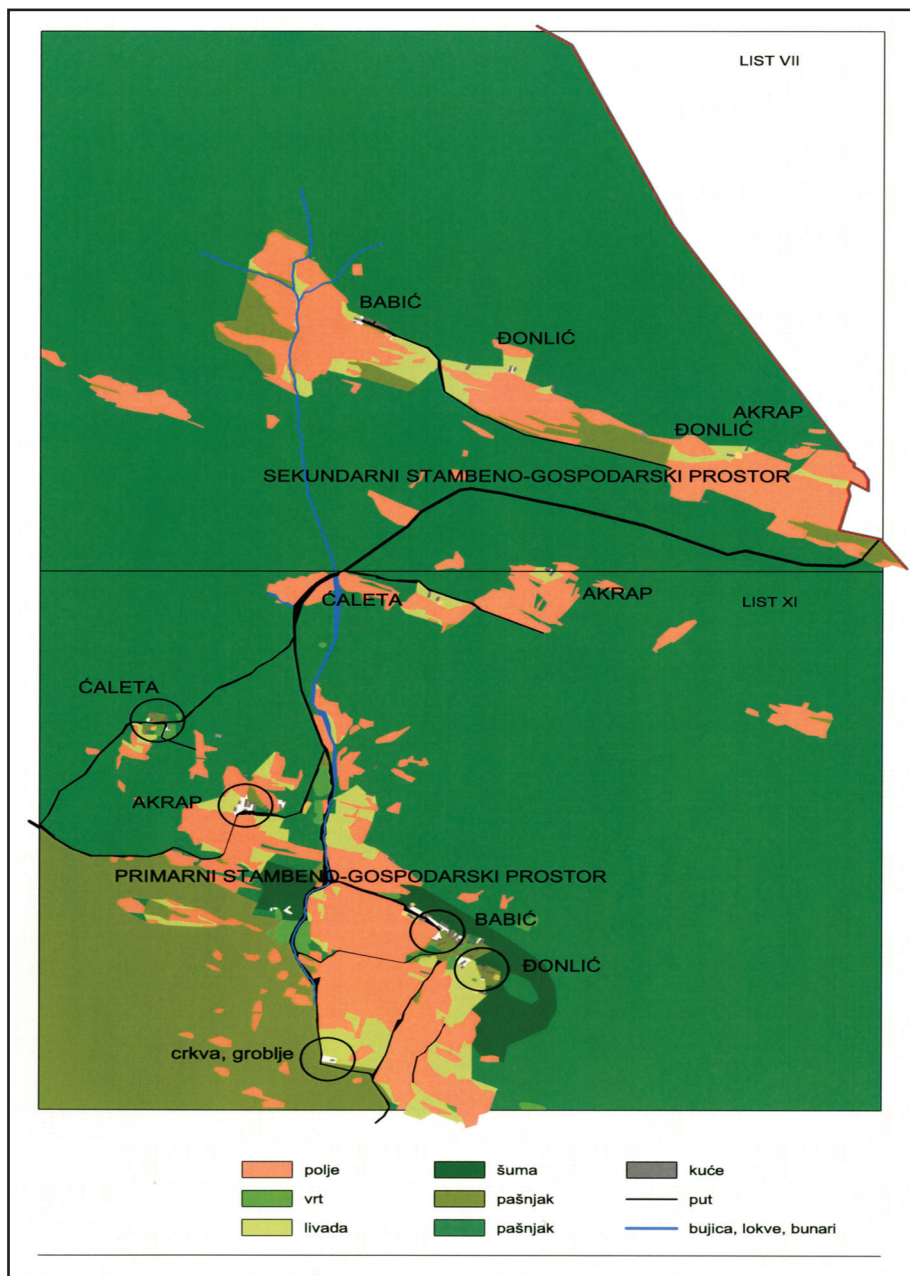 LIST VII
BABIĆ
ĐONLIĆ
AKRAP
ĐONLIĆ
SEKUNDARNI STAMBENO-GOSPODARSKI PROSTOR
ĆALETA
AKRAP
LIST XI
ĆALETA
AKRAP
PRIMARNI STAMBENO-GOSPODARSKI PROSTOR
BABIĆ
ĐONLIĆ
crkva, groblje
polje
vrt
livada
šuma
pašnjak
pašnjak
kuće
put
bujica, lokve, bunari